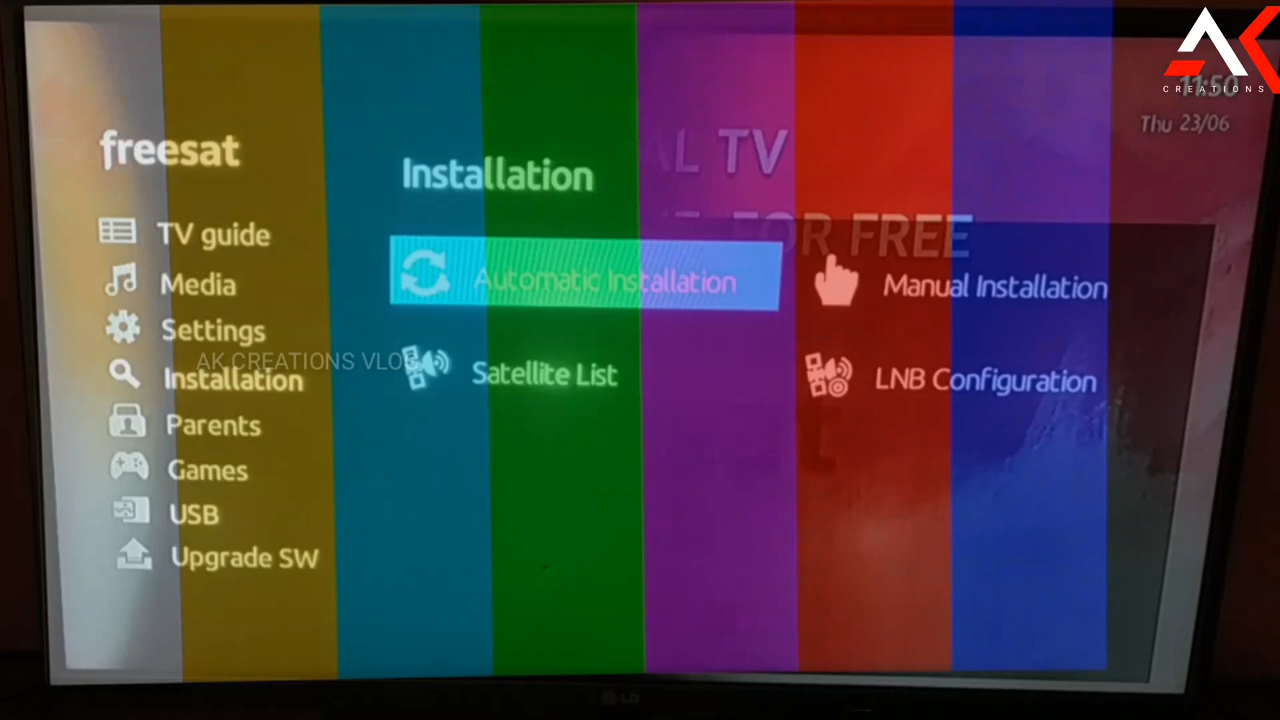 AK
CREATIONS
11:50
Thu 23/06
freesat
TV guide
Media
Settings
Installation
Parents
Games
USB
Upgrade SW
Installation
Automatic Installation
Manual Installation
Satellite List
LNB Configuration
TV
FOR FREE
AK CREATIONS VLOG
LG